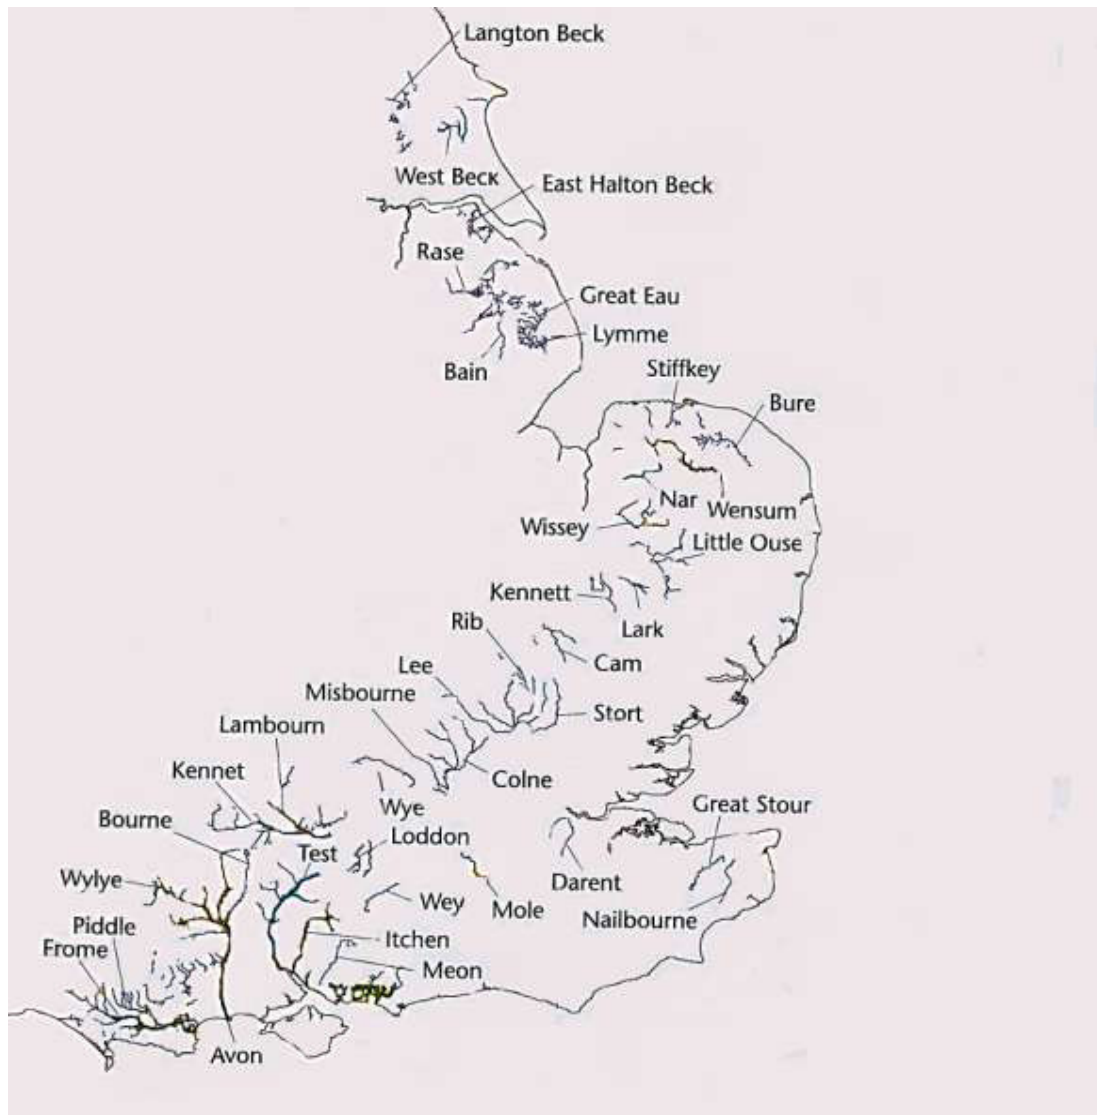 Langton Beck
West Beck
East Halton Beck
Rase
Great Eau
Lymme
Bain
Stiffkey
Bure
Nar
Wensum
Wissey
Little Ouse
Kennett
Lark
Rib
Cam
Lee
Misbourne
Stort
Lambourn
Kennet
Colne
Wye
Great Stour
Bourne
Loddon
Test
Wylye
Darent
Wey
Mole
Nailbourne
Piddle
Frome
Itchen
Meon
Avon